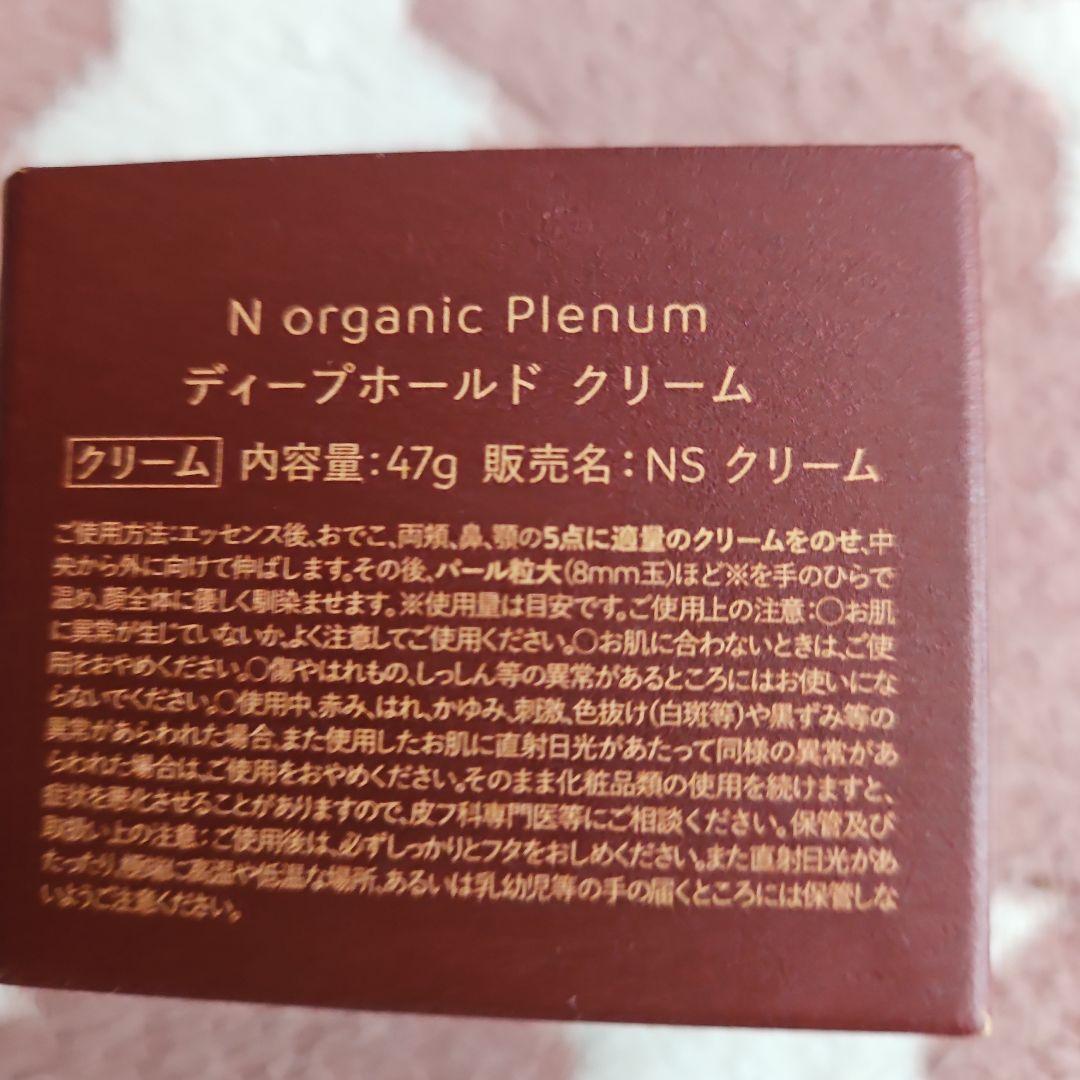 N organic Plenum
ディープホールド クリーム
クリーム 内容量:47g 販売名:NS クリーム
ご使用方法:エッセンス後、おでこ、両頬、鼻、顎の5点に適量のクリームをのせ、中
央から外に向けて伸ばします。その後、パール粒大(8mm玉)ほど※を手のひらで
温め、顔全体に優しく馴染ませます。※使用量は目安です。ご使用上の注意:○お肌
に異常が生じていないか、よく注意してご使用ください。○お肌に合わないときは、ご使
用をおやめください。○傷やはれもの、しっしん等の異常があるところにはお使いにな
らないでください。○使用中、赤み、はれ、かゆみ、刺激、色抜け(白斑等)や黒ずみ等の
異常があらわれた場合、また使用したお肌に直射日光があたって同様の異常があ
らわれた場合は、ご使用をおやめください。そのまま化粧品類の使用を続けますと、
症状を悪化させることがありますので、皮フ科専門医等にご相談ください。保管及び
取扱い上の注意:ご使用後は、必ずしっかりとフタをおしめください。また直射日光があ
たったり、極端に高温や低温な場所、あるいは乳幼児等の手の届くところには保管しな
いようご注意ください。